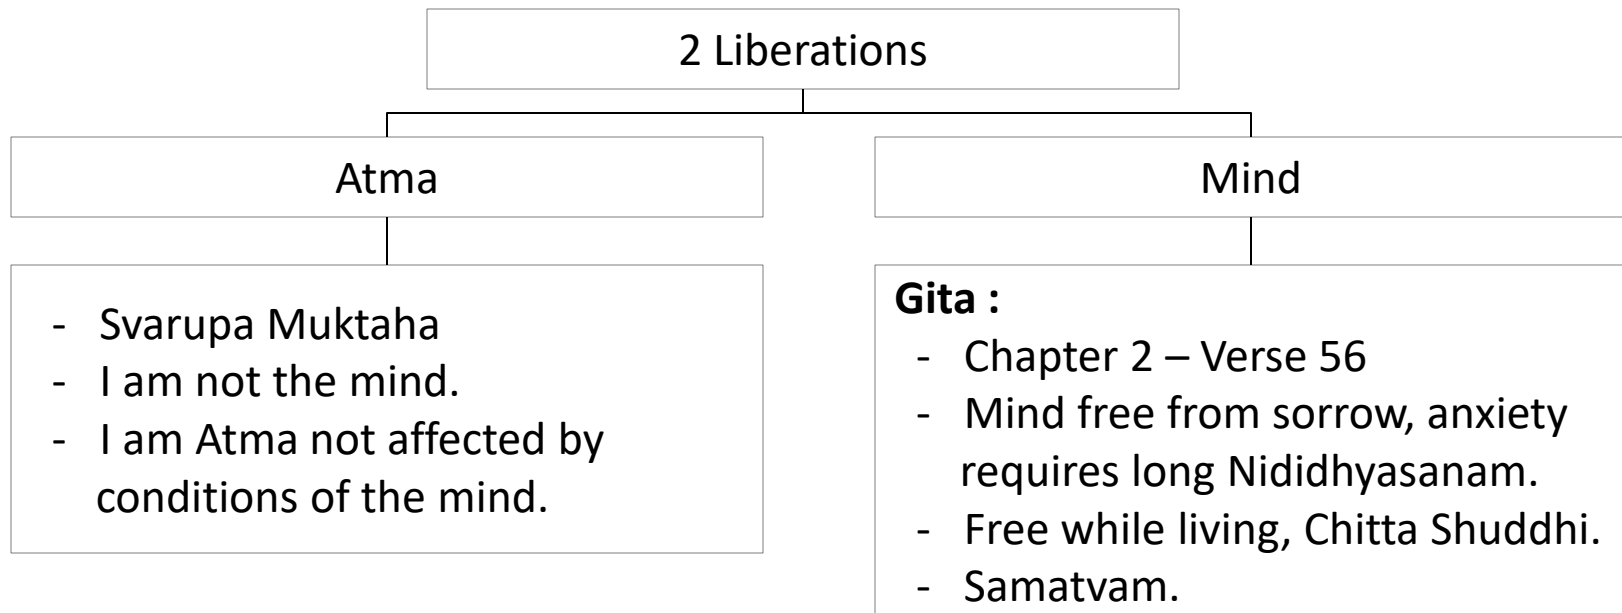 2 Liberations
Atma
Mind
- Svarupa Muktaha
- I am not the mind.
- I am Atma not affected by
conditions of the mind.
Gita :
- Chapter 2 – Verse 56
- Mind free from sorrow, anxiety
requires long Nididhyasanam.
- Free while living, Chitta Shuddhi.
- Samatvam.